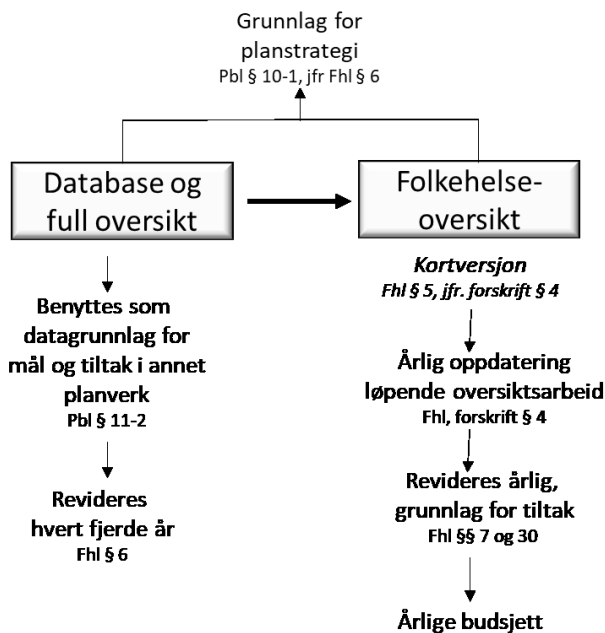 Grunnlag for
planstrategi
Pbl § 10-1, jfr Fhl § 6
Database og
full oversikt
Folkehelse-
oversikt
Benyttes som
datagrunnlag for
mål og tiltak i annet
planverk
Pbl § 11-2
Revideres
hvert fjerde år
Fhl § 6
Kortversjon
Fhl § 5, jfr. forskrift § 4
Årlig oppdatering
løpende oversiktsarbeid
Fhl, forskrift § 4
Revideres årlig,
grunnlag for tiltak
Fhl §§ 7 og 30
Årlige budsjett